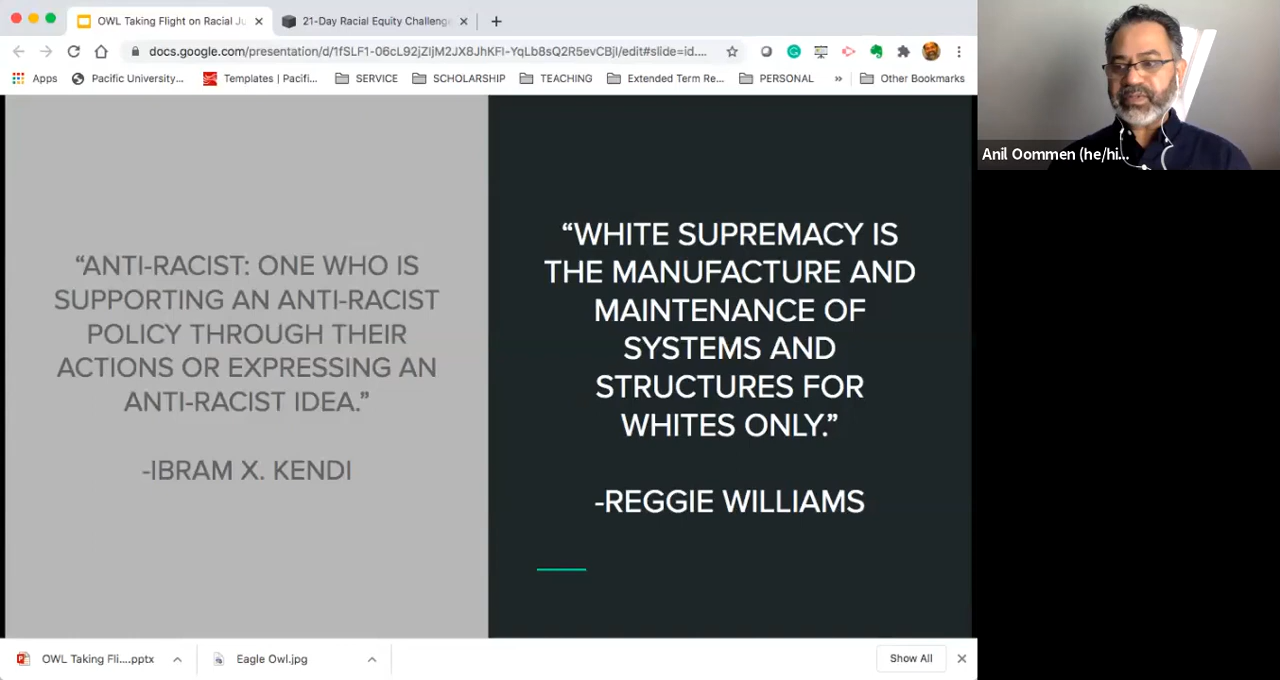 OWL Taking Flight on Racial Ju
21-Day Racial Equity Challenge
docs.google.com/presentation/d/1fSLF1-06cL92jZIjM2JX8JhKFI-YqLb8sQ2R5evCBjI/edit#slide=id....
Apps
Pacific University...
Templates | Pacifi...
SERVICE
SCHOLARSHIP
TEACHING
Extended Term Re...
PERSONAL
»
Other Bookmarks
“ANTI-RACIST: ONE WHO IS
SUPPORTING AN ANTI-RACIST
POLICY THROUGH THEIR
ACTIONS OR EXPRESSING AN
ANTI-RACIST IDEA.”
-IBRAM X. KENDI
“WHITE SUPREMACY IS
THE MANUFACTURE AND
MAINTENANCE OF
SYSTEMS AND
STRUCTURES FOR
WHITES ONLY.”
-REGGIE WILLIAMS
Anil Oommen (he/hi...
OWL Taking Fli....pptx
Eagle Owl.jpg
Show All